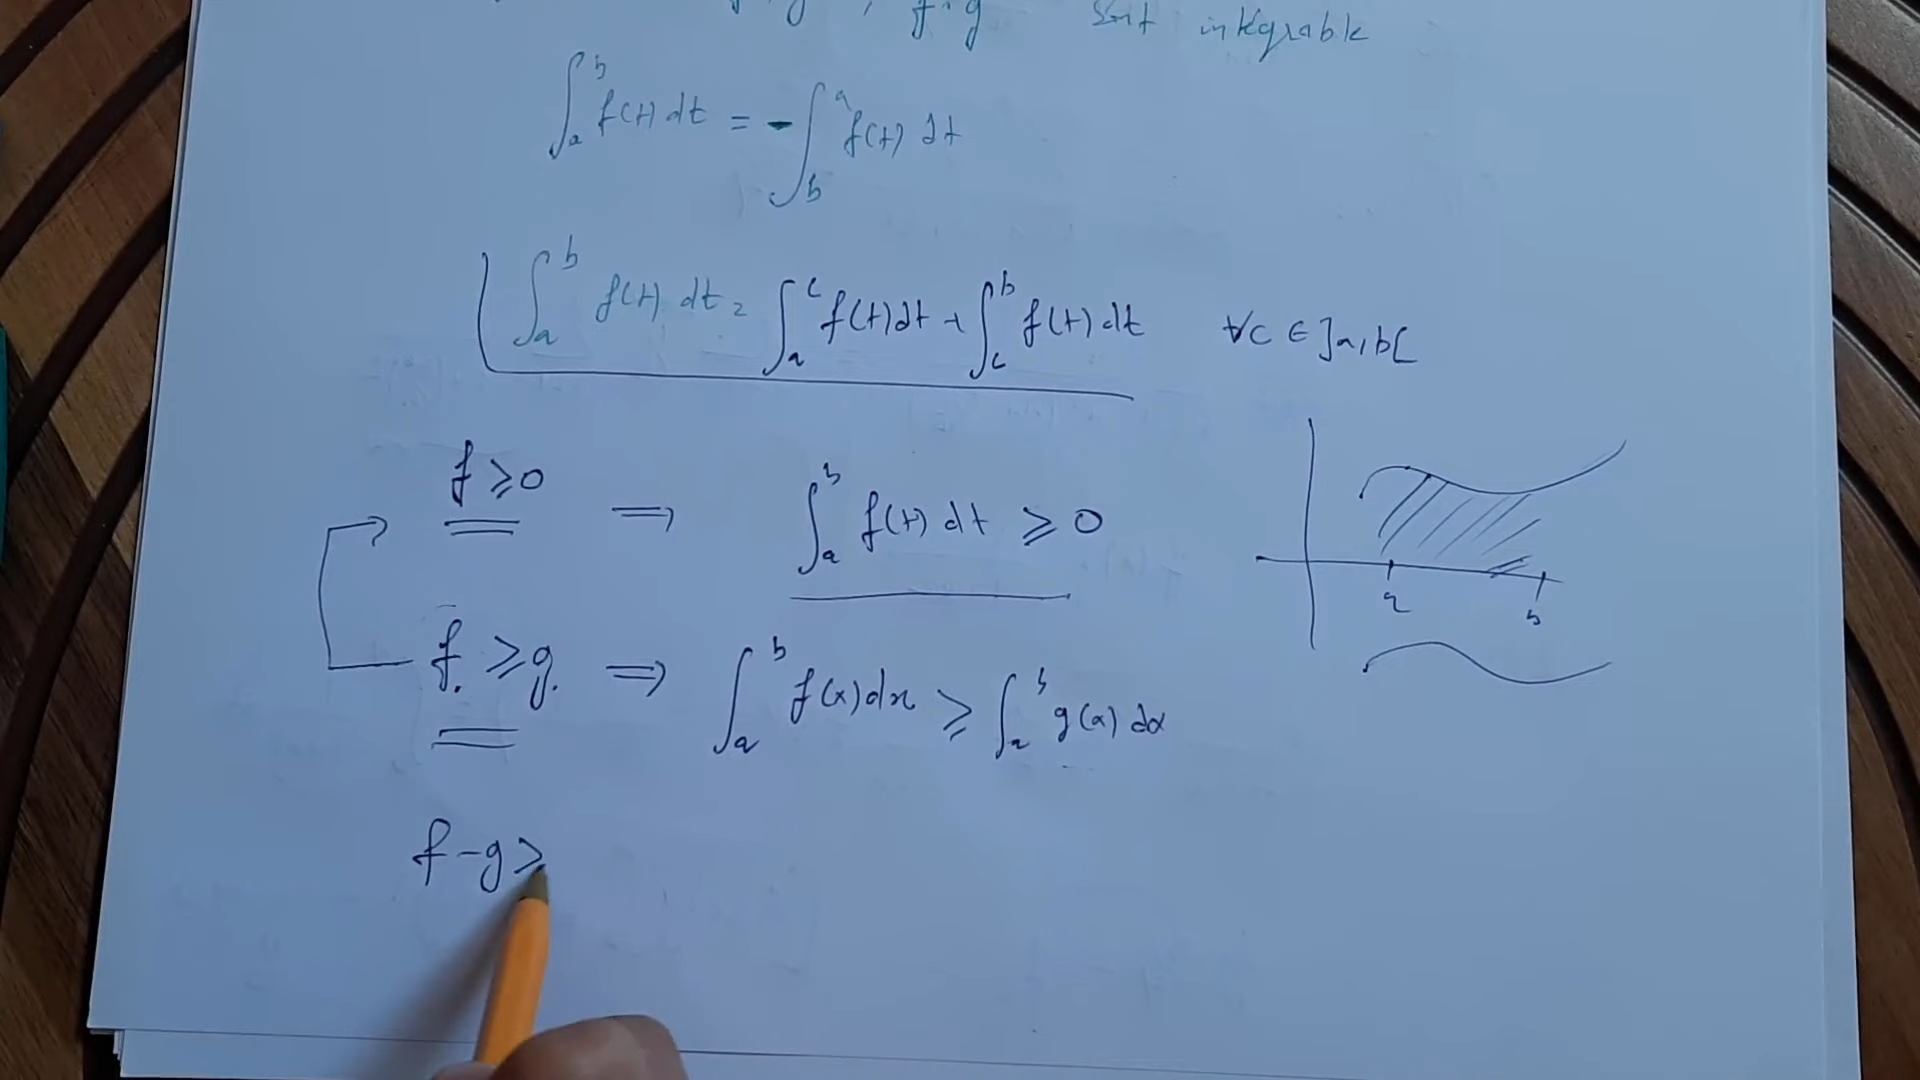 f·g sont intégrable
∫_a^b f(t) dt = - ∫_b^a f(t) dt
∫_a^b f(t) dt = ∫_a^c f(t) dt + ∫_c^b f(t) dt ∀c ∈ ]a,b[
f ≥ 0 ⇒ ∫_a^b f(t) dt ≥ 0
a b
f ≥ g ⇒ ∫_a^b f(x) dx ≥ ∫_a^b g(x) dx
f - g ≥